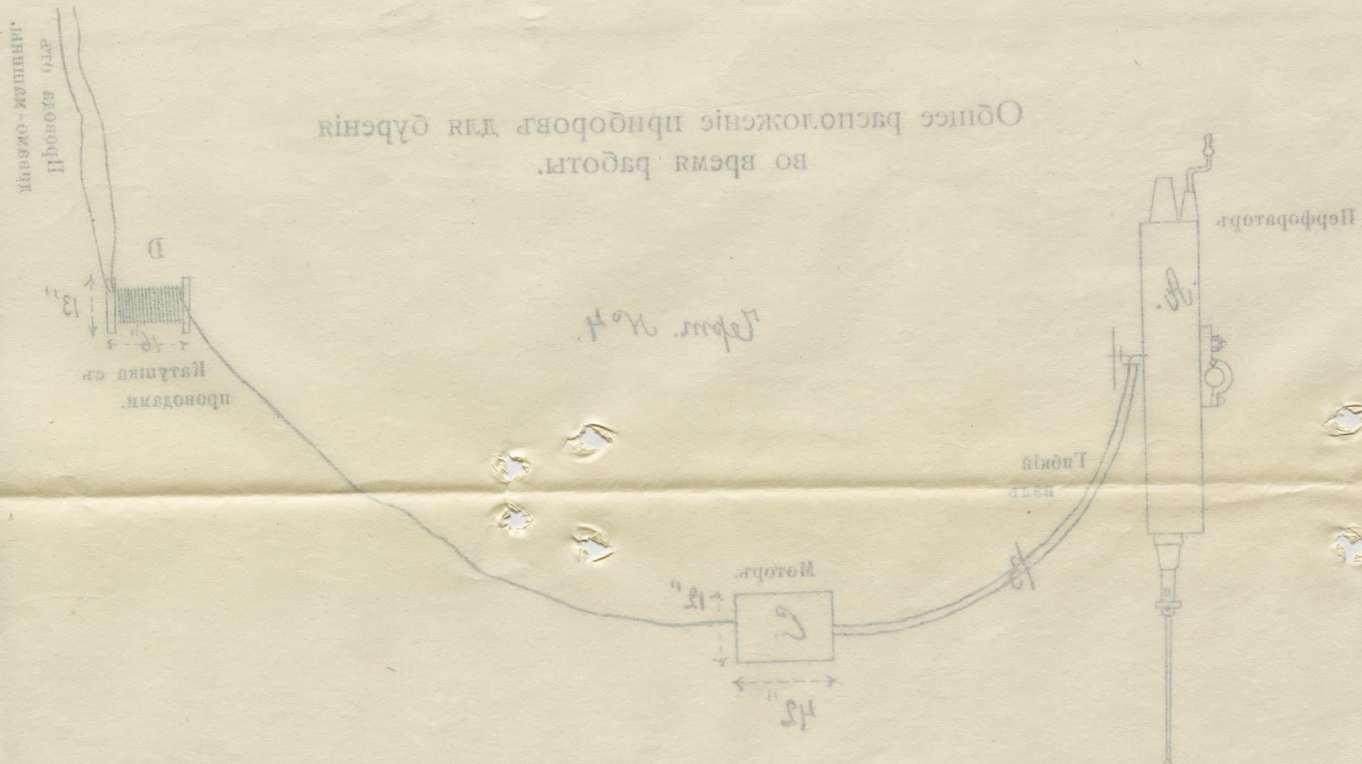 Общее расположеніе приборовъ для буренія
во время работы.
Черт. № 4.
Перфораторъ
A.
Гибкій
валъ
B
Моторъ.
C.
12"
42"
D
13"
16"
Катушка съ
проводами.
Провода отъ
динамо-машины.